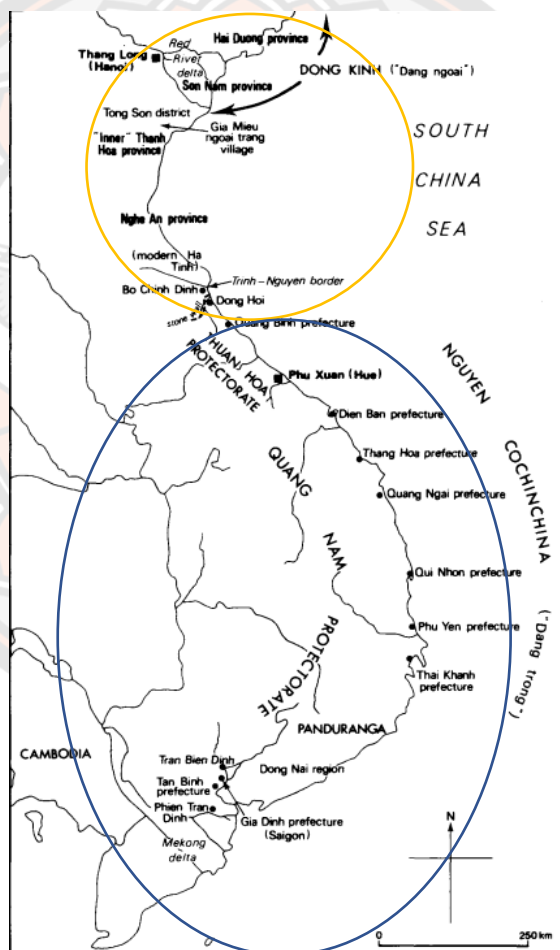 Hai Duong province
Red
River
delta
Thang Long
(Hanoi)
Son Nam province
DONG KINH ("Dang ngoai")
Tong Son district
Gia Mieu
ngoai trang
village
"Inner" Thanh
Hoa province
SOUTH
CHINA
SEA
Nghe An province
(modern Ha
Tinh)
Trinh-Nguyen border
Bo Chinh Dinh
Dong Hoi
stone
Quang Binh prefecture
THUAN HOA
PROTECTORATE
Phu Xuan (Hue)
NGUYEN
COCHINCHINA
("Dang trong")
Dien Ban prefecture
Thang Hoa prefecture
QUANG
NAM
PROTECTORATE
Quang Ngai prefecture
Qui Nhon prefecture
Phu Yen prefecture
Thai Khanh
prefecture
PANDURANGA
CAMBODIA
Tran Bien Dinh
Dong Nai region
Tan Binh
prefecture
Phien Tran
Dinh
Gia Dinh prefecture
(Saigon)
Mekong
delta
N
0 250 km